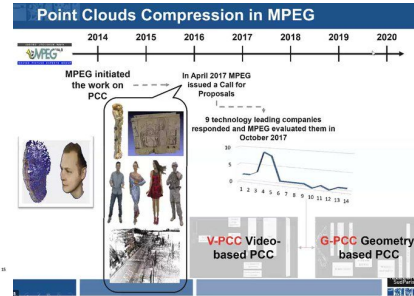 Point Clouds Compression in MPEG
2014 2015 2016 2017 2018 2019 2020
MPEG
MPEG initiated
the work on
PCC
In April 2017 MPEG
issued a Call for
Proposals
9 technology leading companies
responded and MPEG evaluated them in
October 2017
10
5
0
-5
1 2 3 4 5 6 7 8 9 10 11 12 13 14
V-PCC Video-
based PCC
G-PCC Geometry
based PCC
15